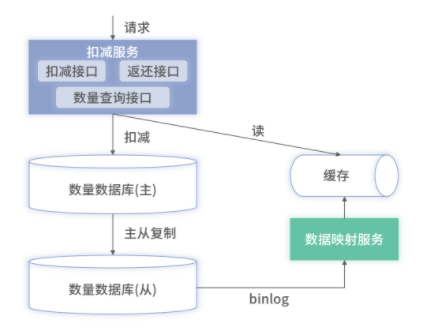 请求
扣减服务
扣减接口 返还接口
数量查询接口
扣减
读
数量数据库(主)
缓存
主从复制
数据映射服务
数量数据库(从)
binlog